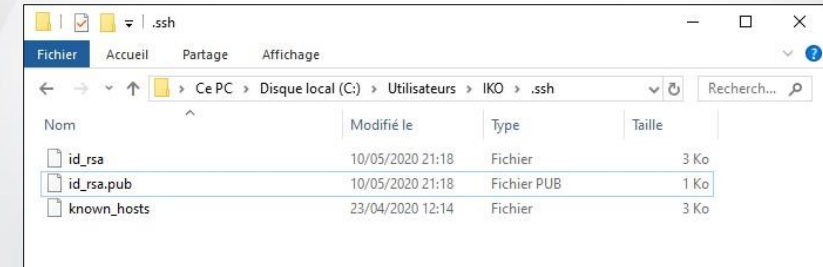 .ssh
Fichier Accueil Partage Affichage
Ce PC > Disque local (C:) > Utilisateurs > IKO > .ssh Recherch...
Nom Modifié le Type Taille
id_rsa 10/05/2020 21:18 Fichier 3 Ko
id_rsa.pub 10/05/2020 21:18 Fichier PUB 1 Ko
known_hosts 23/04/2020 12:14 Fichier 3 Ko